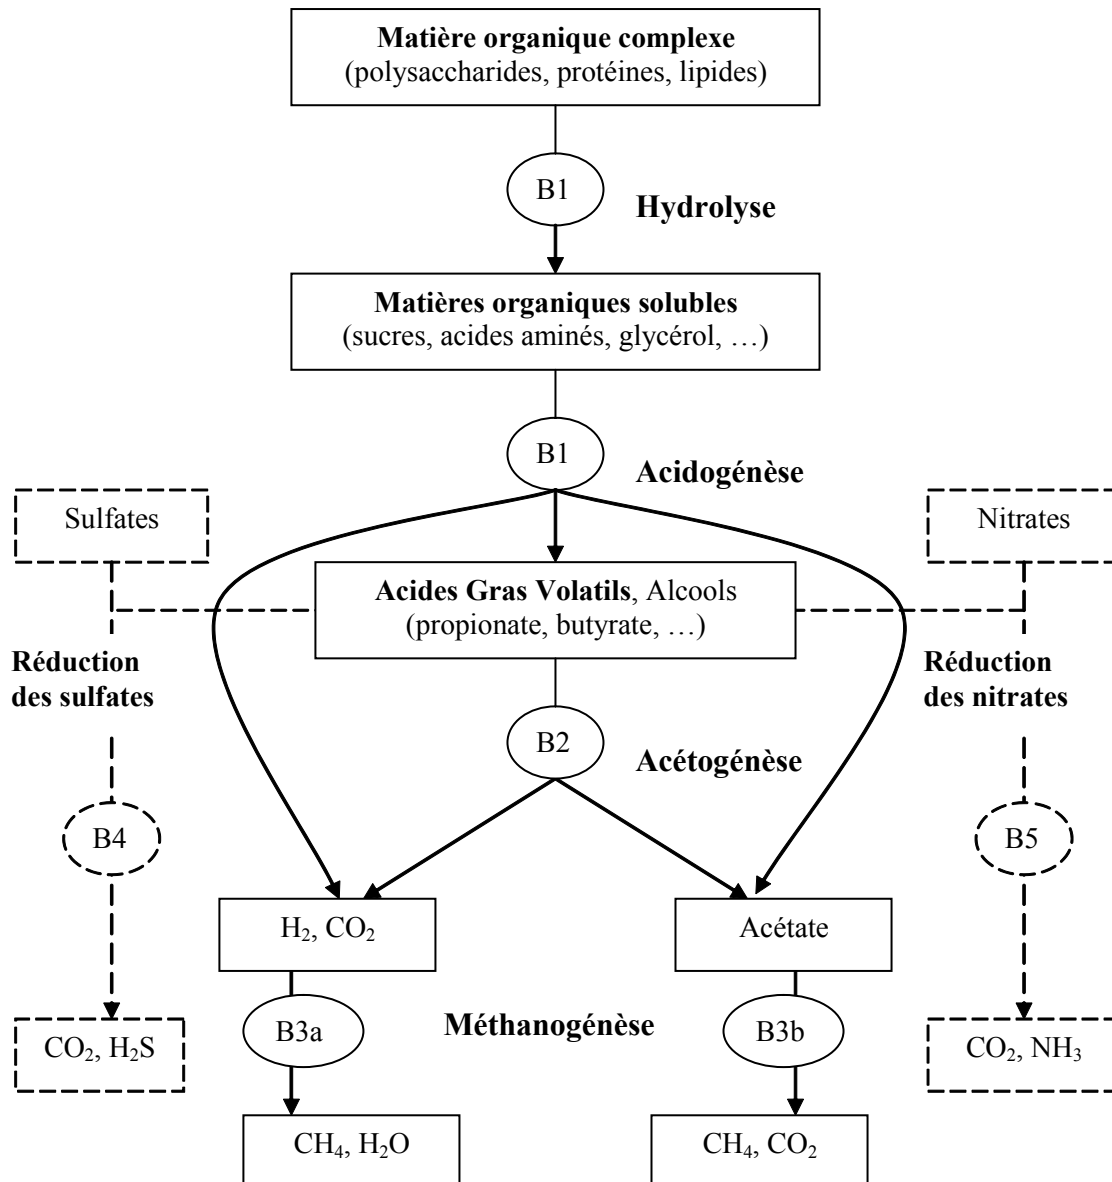 Matière organique complexe
(polysaccharides, protéines, lipides)
B1
Hydrolyse
Matières organiques solubles
(sucres, acides aminés, glycérol, …)
B1
Acidogénèse
Sulfates
Nitrates
Acides Gras Volatils, Alcools
(propionate, butyrate, …)
Réduction
des sulfates
Réduction
des nitrates
B2
Acétogénèse
B4
B5
H₂, CO₂
Acétate
B3a
Méthanogénèse
B3b
CO₂, H₂S
CO₂, NH₃
CH₄, H₂O
CH₄, CO₂